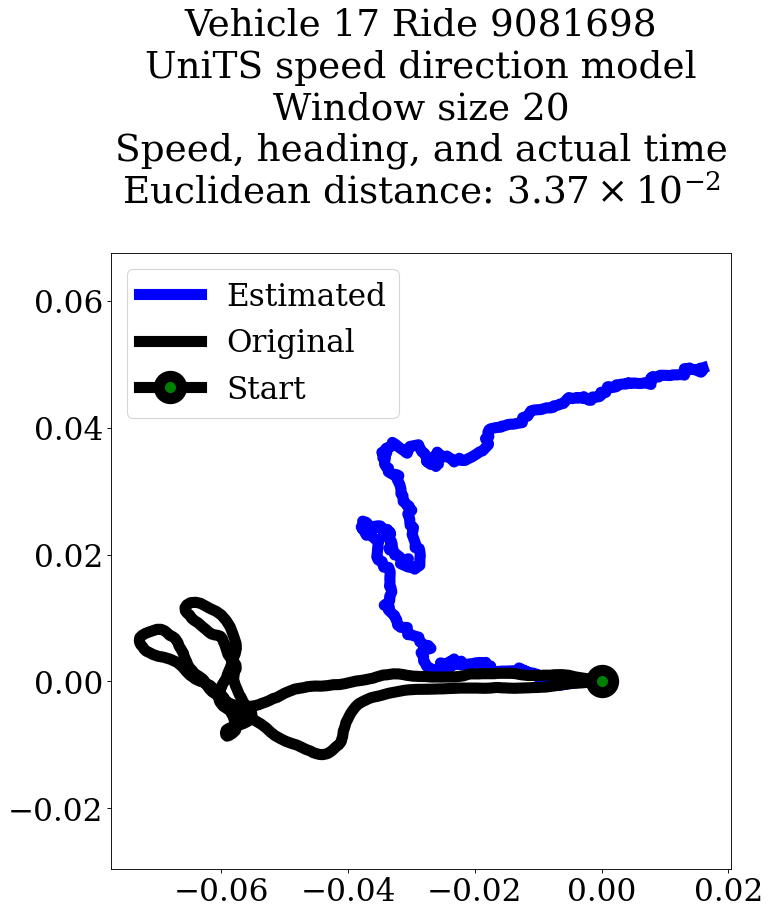 Vehicle 17 Ride 9081698
UniTS speed direction model
Window size 20
Speed, heading, and actual time
Euclidean distance: 3.37 × 10⁻²
Estimated
Original
Start
0.06
0.04
0.02
0.00
−0.02
−0.06 −0.04 −0.02 0.00 0.02